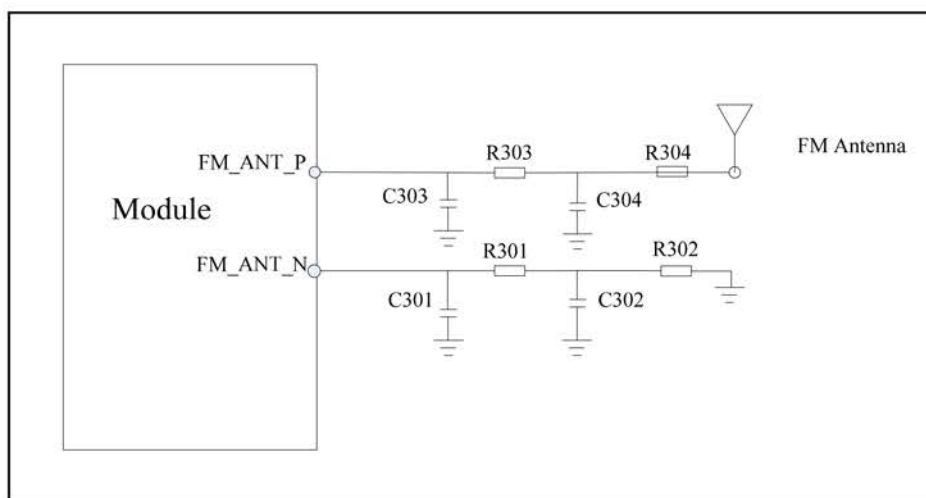 R303
R304
FM Antenna
FM_ANT_P
C303
C304
Module
FM_ANT_N
R301
R302
C301
C302